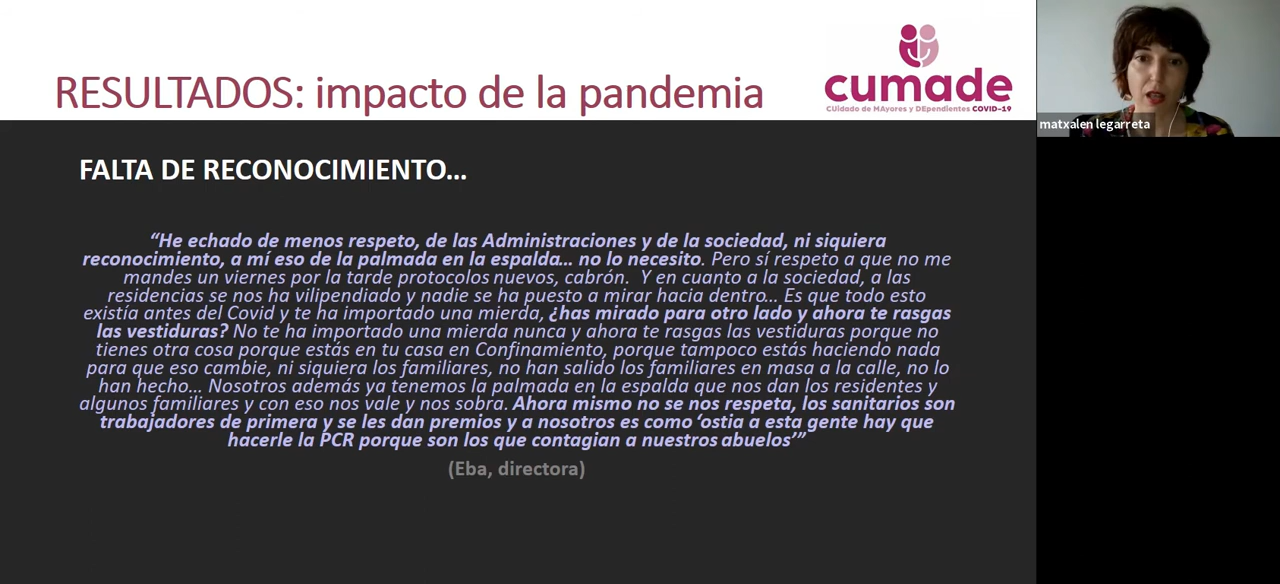 RESULTADOS: impacto de la pandemia
cumade
CUidado de MAyores y DEpendientes COVID-19
matxalen legarreta
FALTA DE RECONOCIMIENTO...
“He echado de menos respeto, de las Administraciones y de la sociedad, ni siquiera
reconocimiento, a mí eso de la palmada en la espalda... no lo necesito. Pero sí respeto a que no me
mandes un viernes por la tarde protocolos nuevos, cabrón. Y en cuanto a la sociedad, a las
residencias se nos ha vilipendiado y nadie se ha puesto a mirar hacia dentro... Es que todo esto
existía antes del Covid y te ha importado una mierda, ¿has mirado para otro lado y ahora te rasgas
las vestiduras? No te ha importado una mierda nunca y ahora te rasgas las vestiduras porque no
tienes otra cosa porque estás en tu casa en Confinamiento, porque tampoco estás haciendo nada
para que eso cambie, ni siquiera los familiares, no han salido los familiares en masa a la calle, no lo
han hecho... Nosotros además ya tenemos la palmada en la espalda que nos dan los residentes y
algunos familiares y con eso nos vale y nos sobra. Ahora mismo no se nos respeta, los sanitarios son
trabajadores de primera y se les dan premios y a nosotros es como ‘ostia a esta gente hay que
hacerle la PCR porque son los que contagian a nuestros abuelos’”
(Eba, directora)